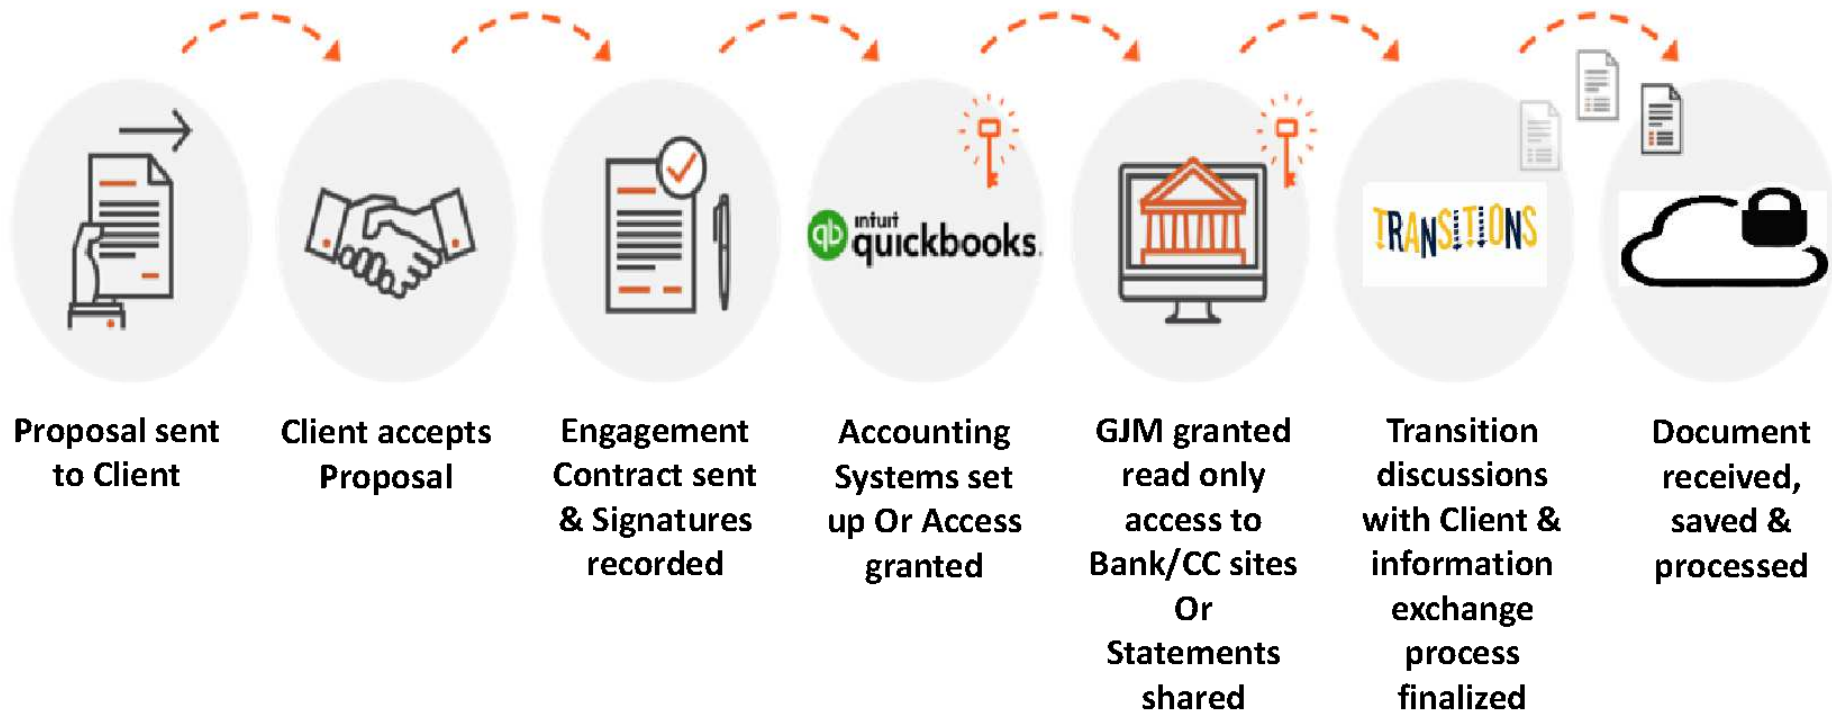 qb
intuit
quickbooks.
TRANSITIONS
Proposal sent
to Client
Client accepts
Proposal
Engagement
Contract sent
& Signatures
recorded
Accounting
Systems set
up Or Access
granted
GJM granted
read only
access to
Bank/CC sites
Or
Statements
shared
Transition
discussions
with Client &
information
exchange
process
finalized
Document
received,
saved &
processed